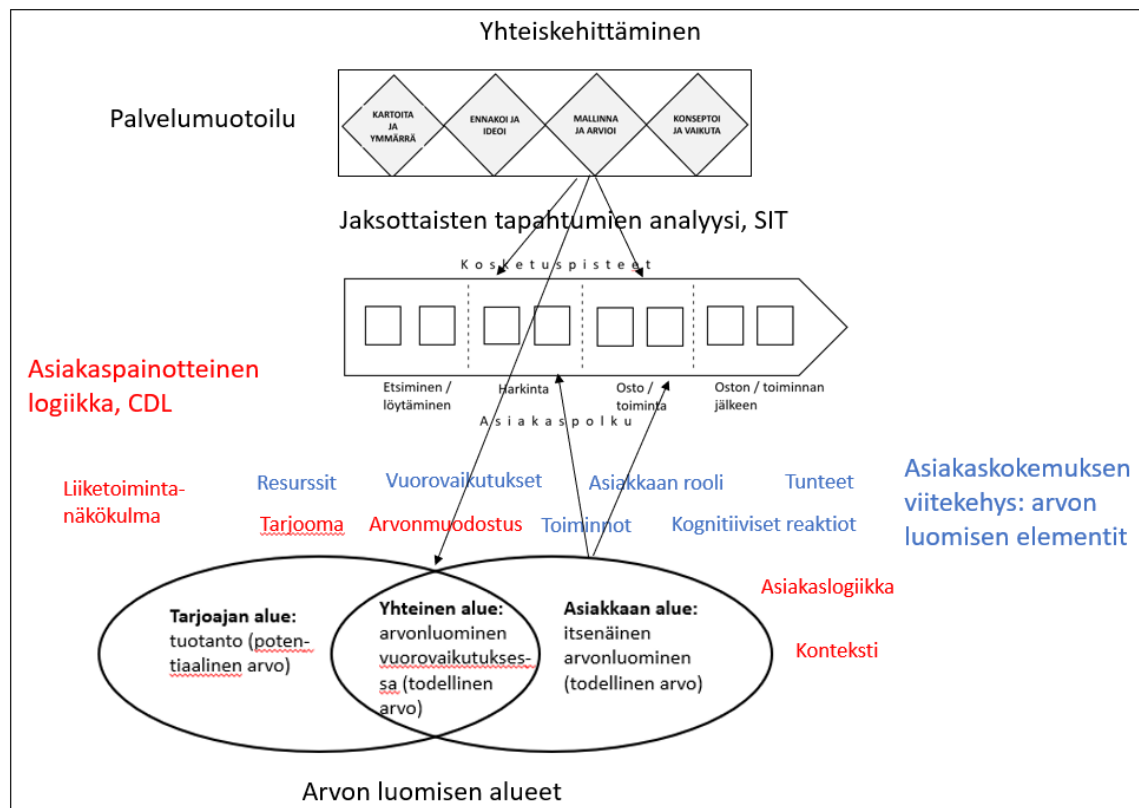 Yhteiskehittäminen
Palvelumuotoilu
KARTOITA
JA
YMMÄRRÄ
ENNAKOI JA
IDEOI
MALLINNA
JA ARVIOI
KONSEPTOI
JA VAIKUTA
Jaksottaisten tapahtumien analyysi, SIT
Kosketuspisteet
Etsiminen /
löytäminen
Harkinta
Osto /
toiminta
Oston / toiminnan
jälkeen
Asiakaspolku
Asiakaspainotteinen
logiikka, CDL
Liiketoiminta-
näkökulma
Resurssit
Vuorovaikutukset
Asiakkaan rooli
Tunteet
Tarjooma
Arvonmuodostus
Toiminnot
Kognitiiviset reaktiot
Asiakaskokemuksen
viitekehys: arvon
luomisen elementit
Asiakaslogiikka
Konteksti
Tarjoajan alue:
tuotanto (poten-
tiaalinen arvo)
Yhteinen alue:
arvonluominen
vuorovaikutukses-
sa (todellinen
arvo)
Asiakkaan alue:
itsenäinen
arvonluominen
(todellinen arvo)
Arvon luomisen alueet